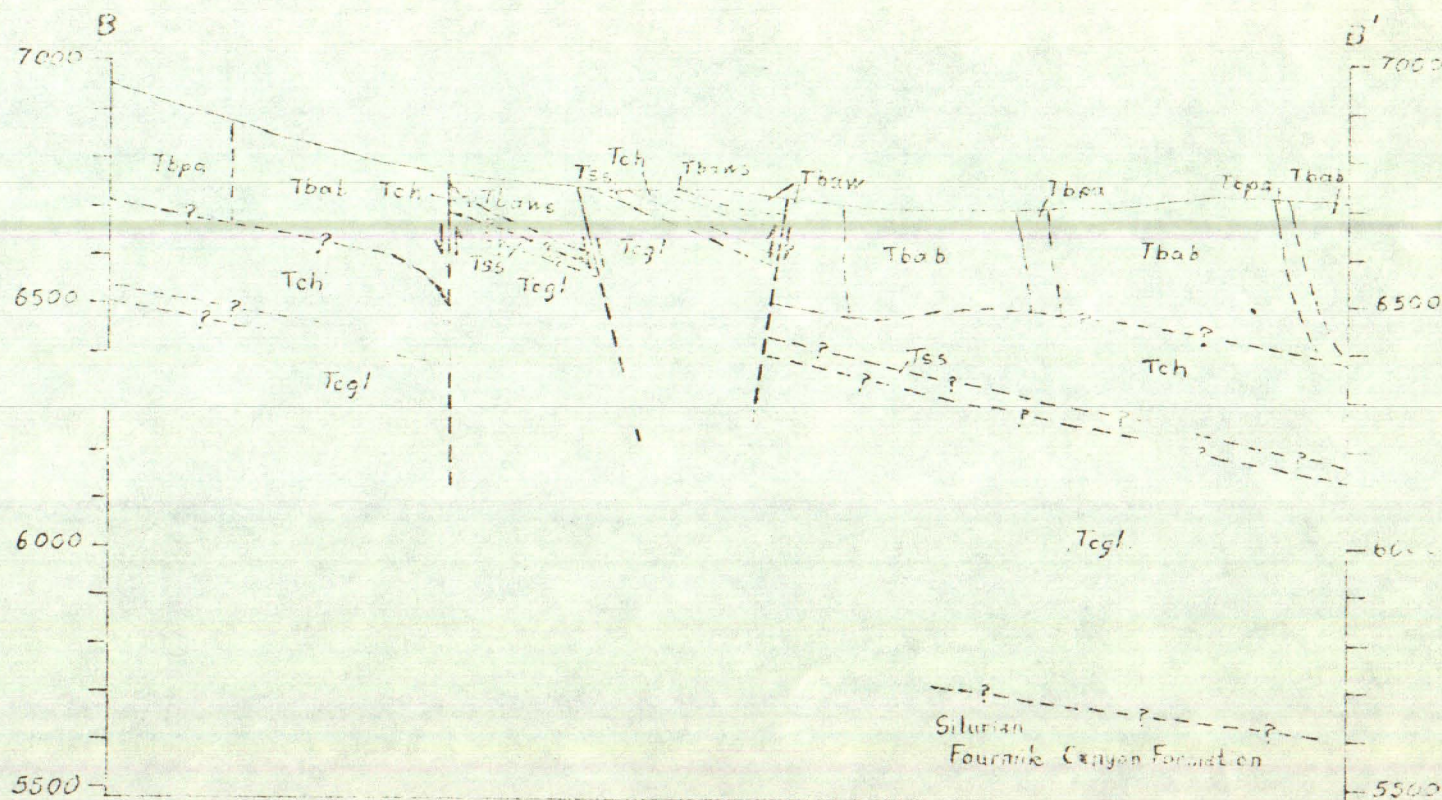 B B'
7000 7000
Tch
Tss Tbaws Tbaw
Tbpa Tbab Tch Tbaws Tbpa Tcpa Tbab
?
Tss Tcgl Tbab Tbab
? Tch Tcgl
6500 6500
? ? ? ?
Tss Tch
? ?
Tcgl ? ?
? ?
? ?
6000 Tcgl
?
? ?
Silurian
Fourmile Canyon Formation
5500 5500